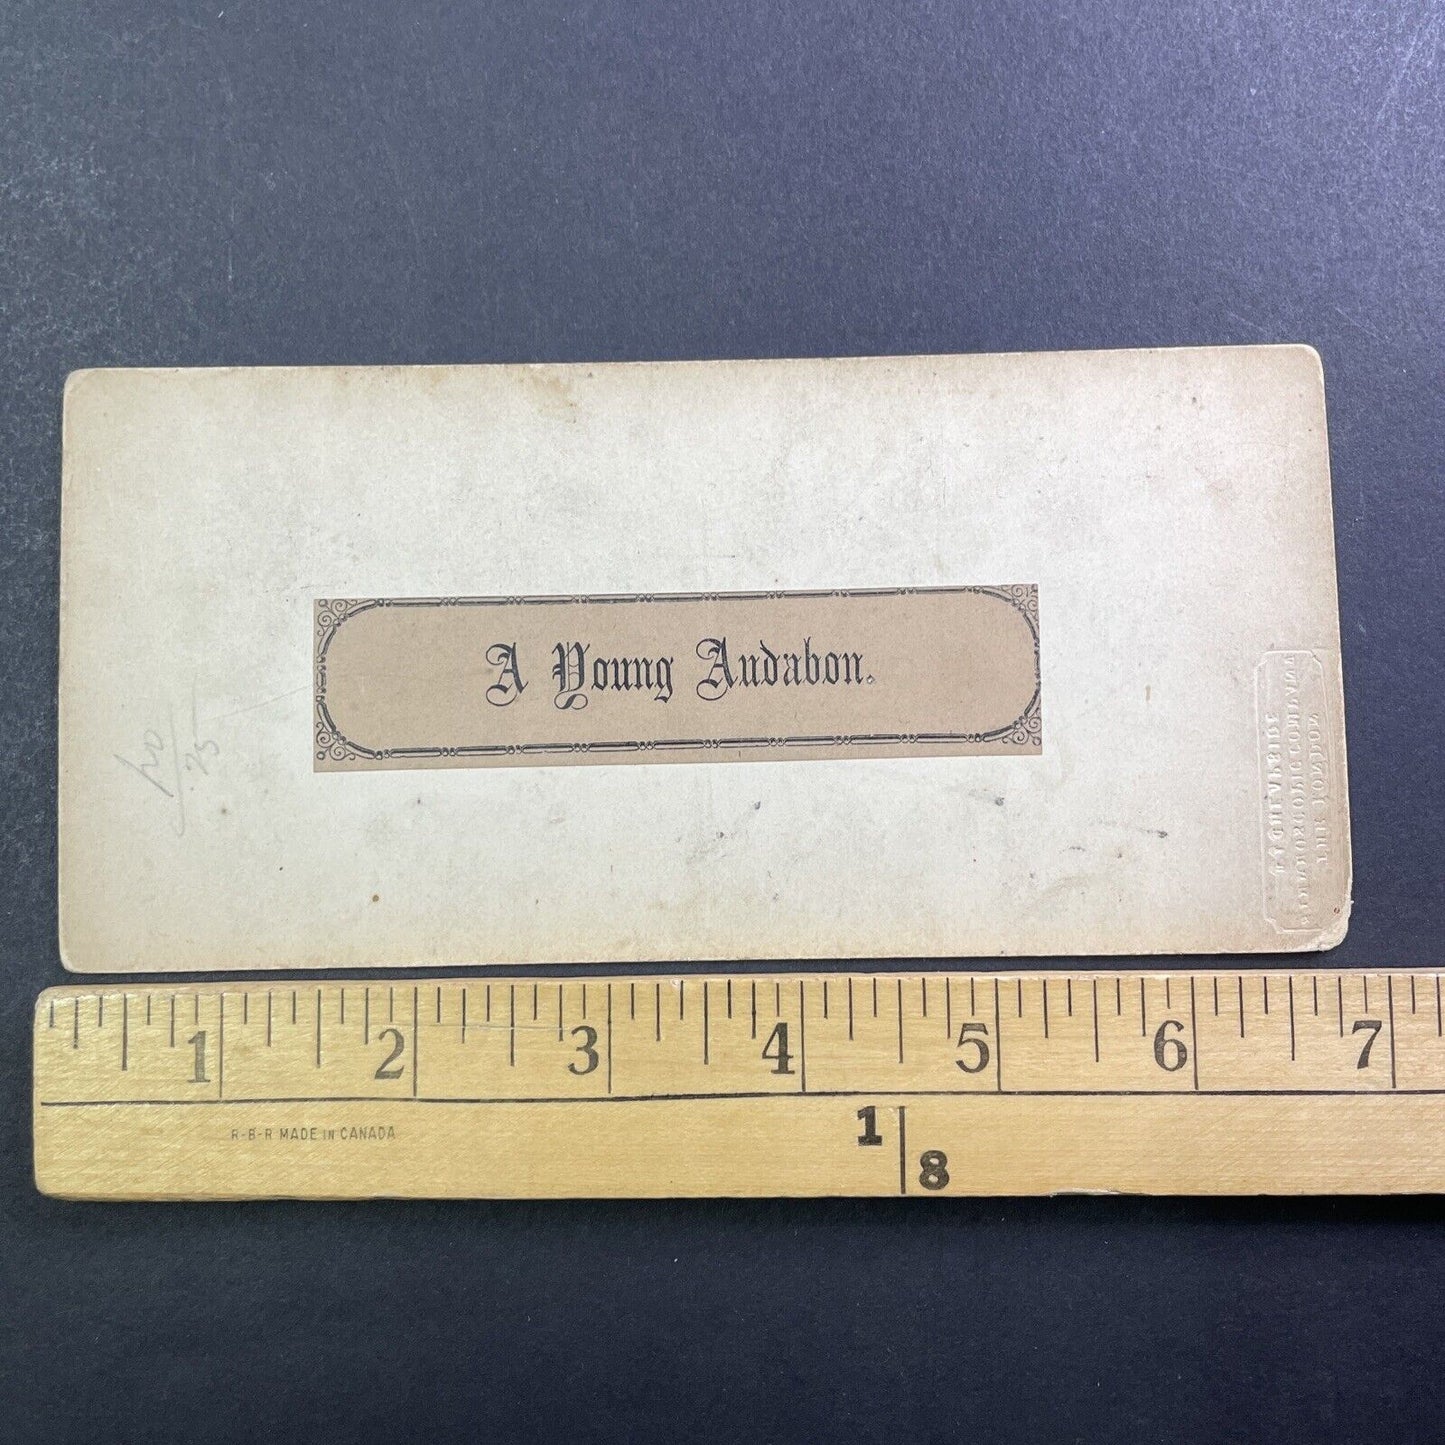 A Young Audabon.
1 2 3 4 5 6 7
R-B-R MADE IN CANADA
1
8